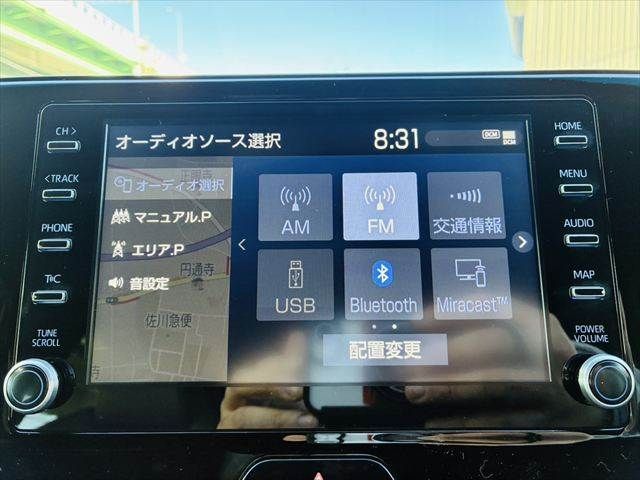 CH >
< TRACK
PHONE
T C
TUNE
SCROLL
オーディオソース選択
8:31
DCM
DCM
オーディオ選択
マニュアル.P
エリア.P
音設定
円通寺
佐川急便
寺
AM
FM
交通情報
USB
Bluetooth
Miracast™
配置変更
HOME
MENU
AUDIO
MAP
POWER
VOLUME